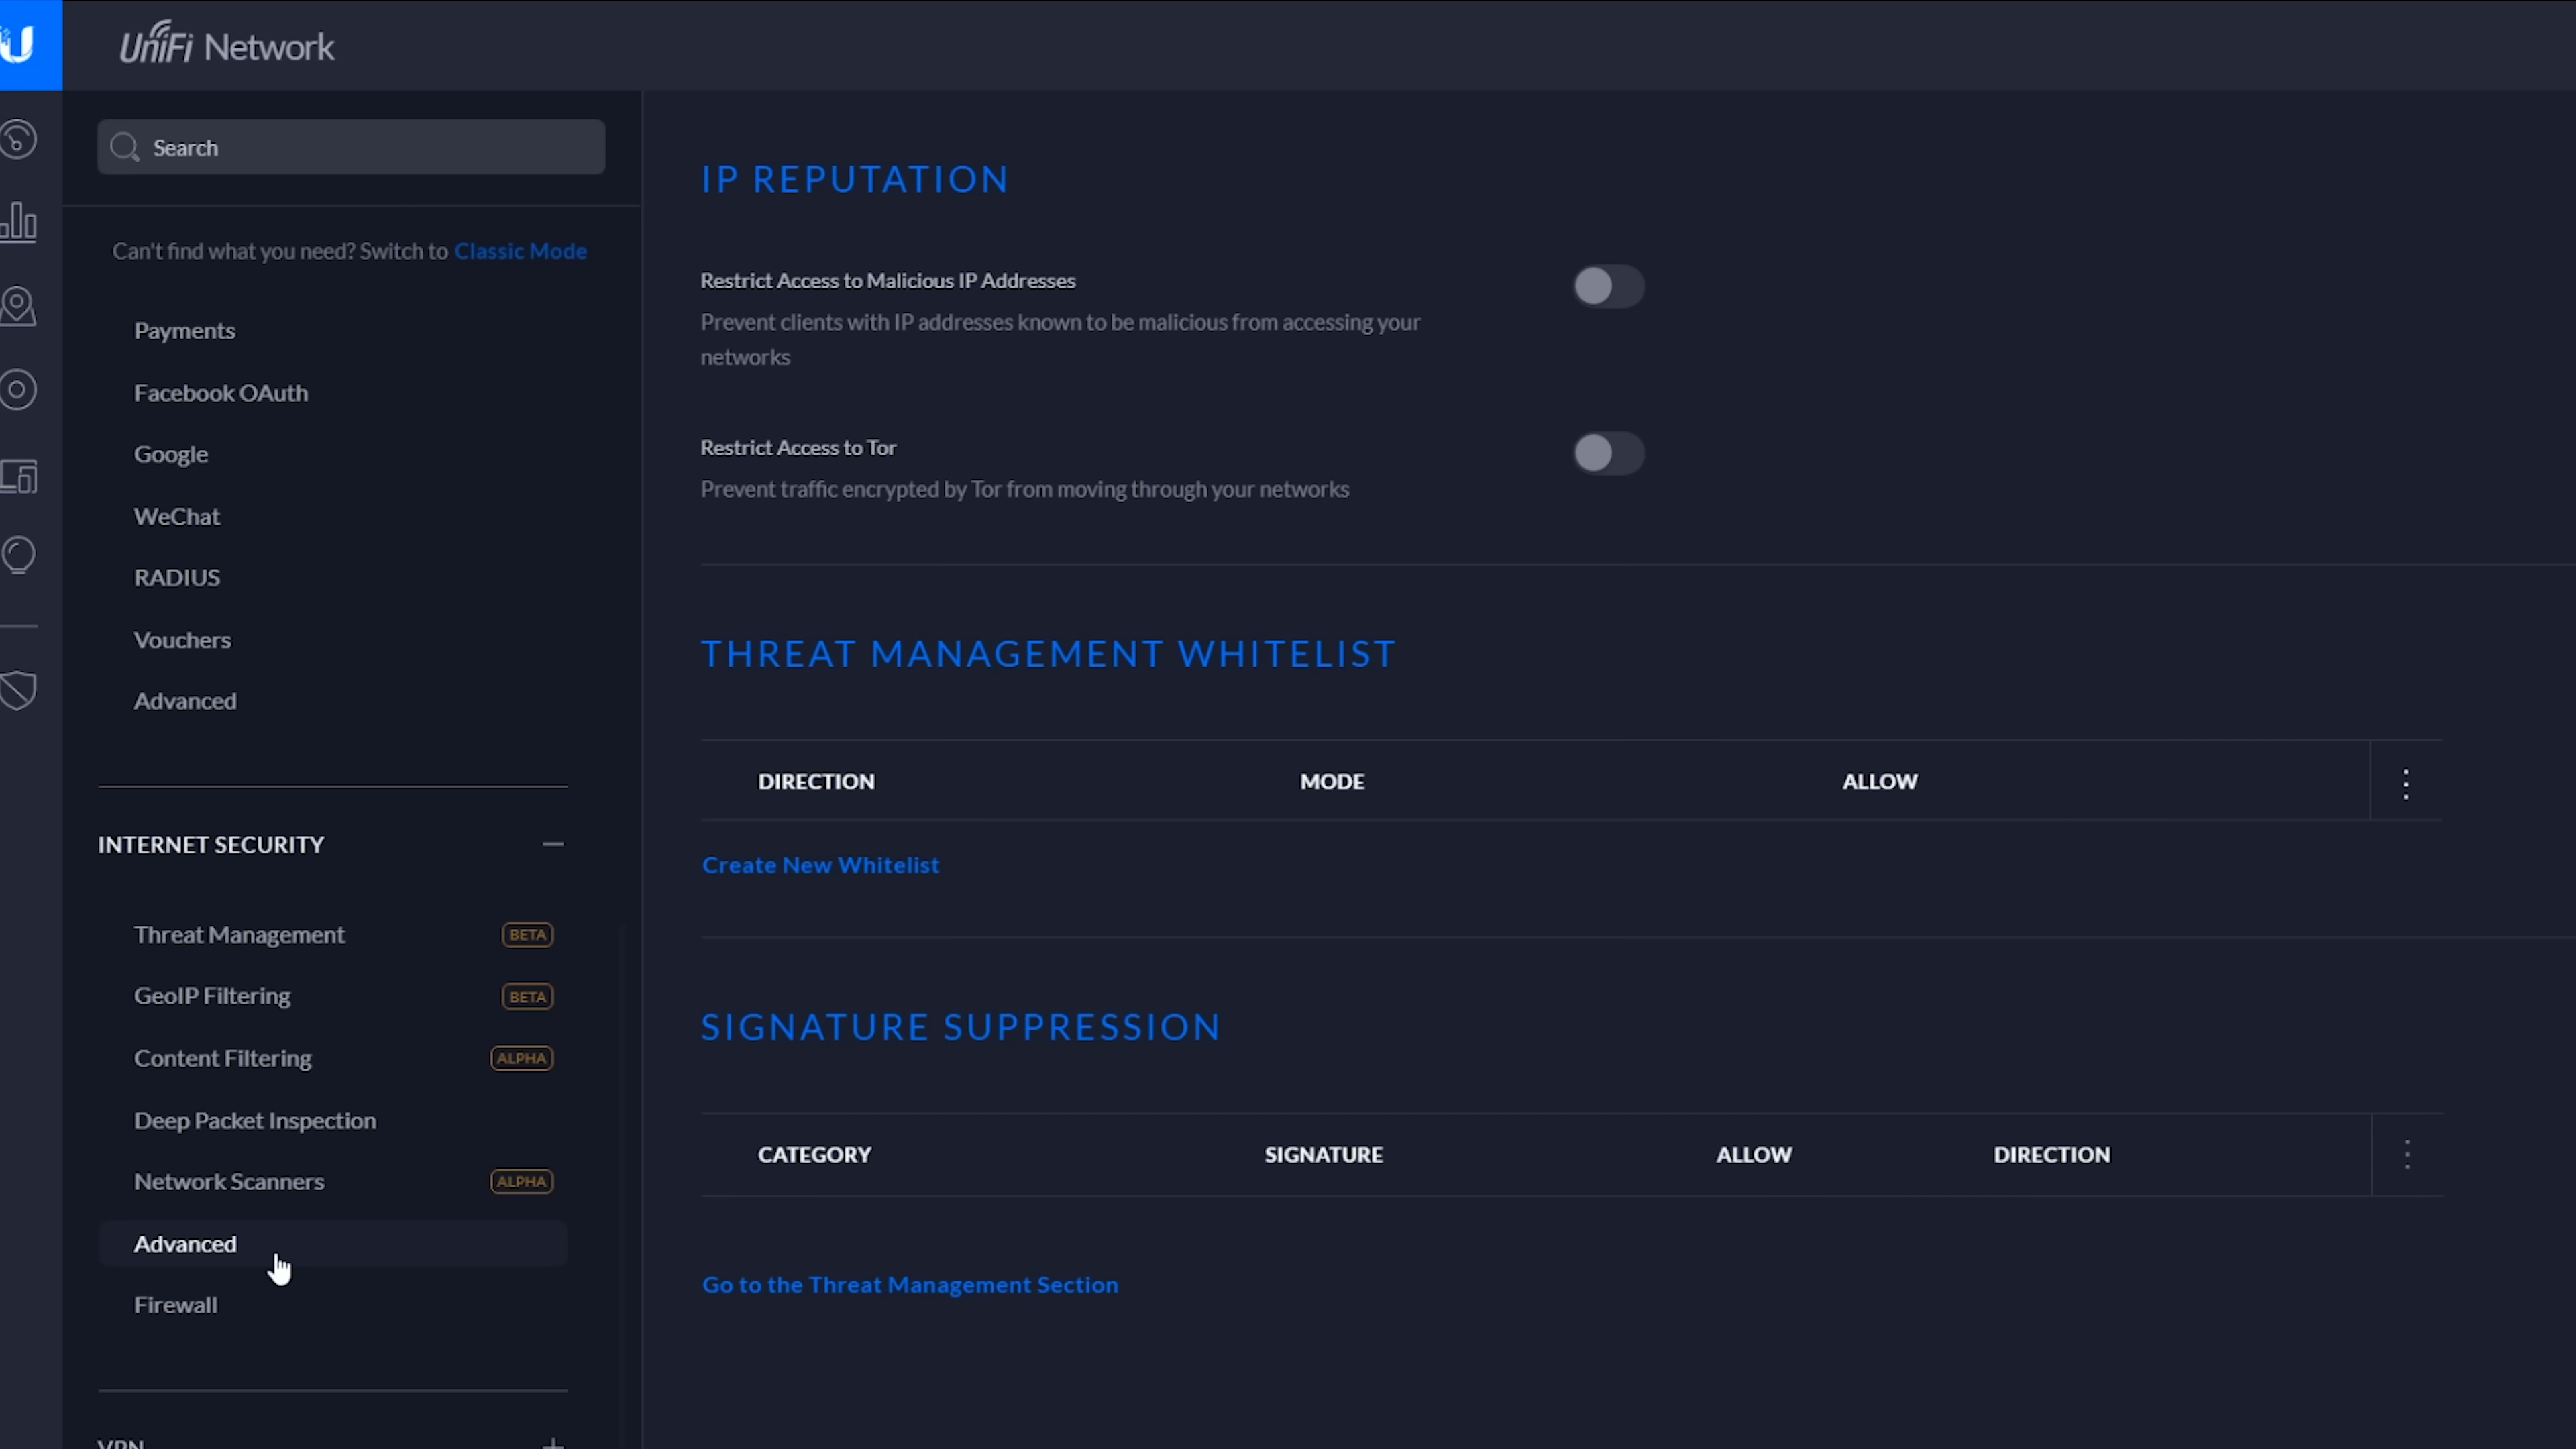 UniFi Network
Search
Can't find what you need? Switch to Classic Mode
Payments
Facebook OAuth
Google
WeChat
RADIUS
Vouchers
Advanced
INTERNET SECURITY
Threat Management BETA
GeoIP Filtering BETA
Content Filtering ALPHA
Deep Packet Inspection
Network Scanners ALPHA
Advanced
Firewall
VPN
IP REPUTATION
Restrict Access to Malicious IP Addresses
Prevent clients with IP addresses known to be malicious from accessing your
networks
Restrict Access to Tor
Prevent traffic encrypted by Tor from moving through your networks
THREAT MANAGEMENT WHITELIST
DIRECTION MODE ALLOW
Create New Whitelist
SIGNATURE SUPPRESSION
CATEGORY SIGNATURE ALLOW DIRECTION
Go to the Threat Management Section